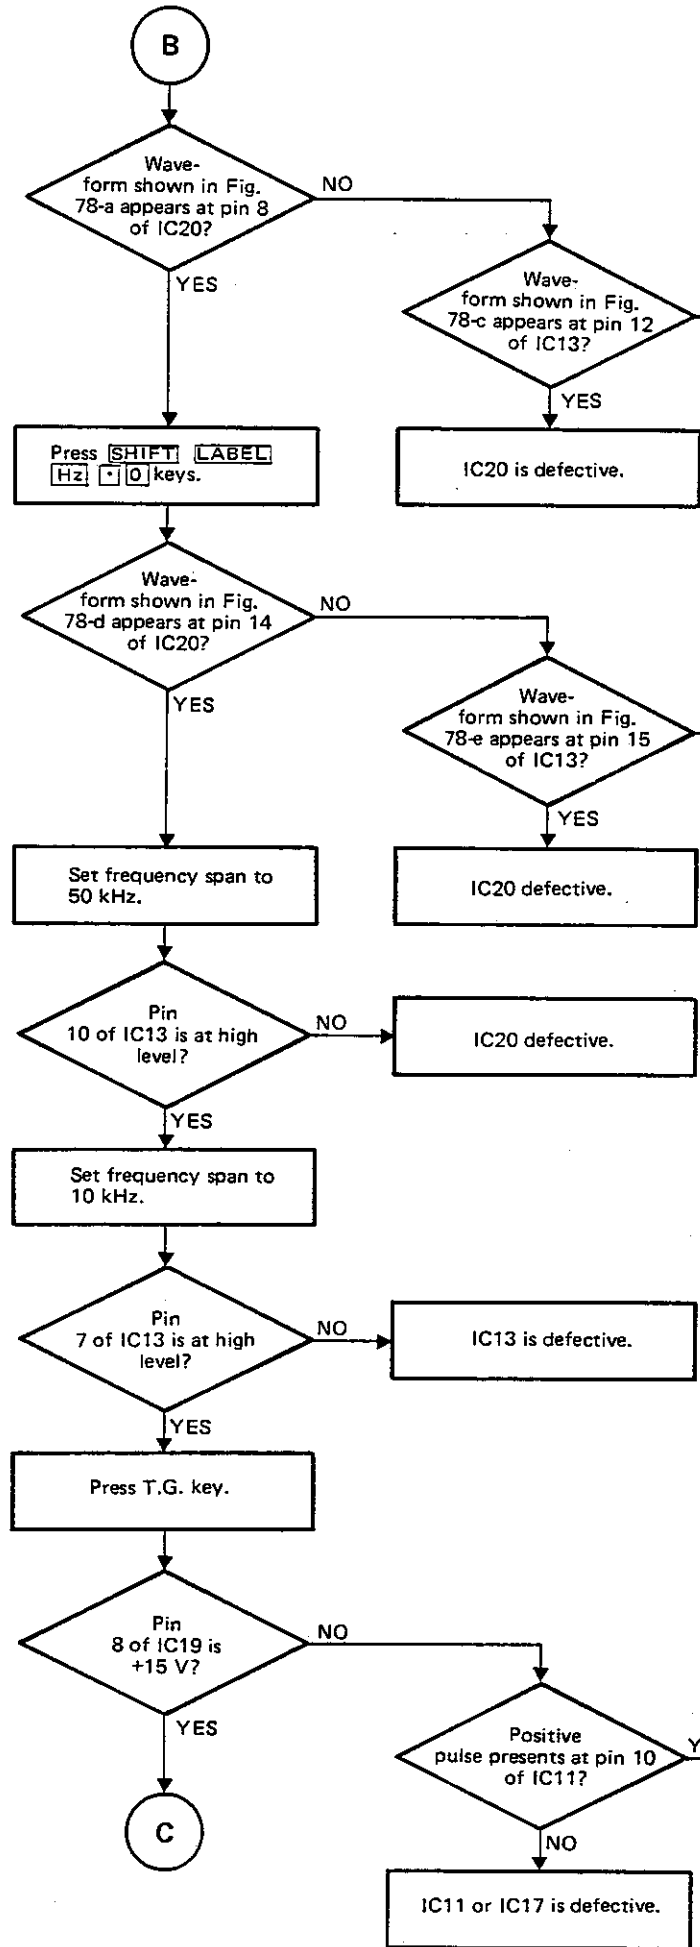 B
Wave-
form shown in Fig.
78-a appears at pin 8
of IC20?
NO
YES
Wave-
form shown in Fig.
78-c appears at pin 12
of IC13?
YES
Press SHIFT LABEL
Hz · 0 keys.
IC20 is defective.
Wave-
form shown in Fig.
78-d appears at pin 14
of IC20?
NO
YES
Wave-
form shown in Fig.
78-e appears at pin 15
of IC13?
YES
Set frequency span to
50 kHz.
IC20 defective.
Pin
10 of IC13 is at high
level?
NO
IC20 defective.
YES
Set frequency span to
10 kHz.
Pin
7 of IC13 is at high
level?
NO
IC13 is defective.
YES
Press T.G. key.
Pin
8 of IC19 is
+15 V?
NO
YES
Positive
pulse presents at pin 10
of IC11?
Y
NO
C
IC11 or IC17 is defective.